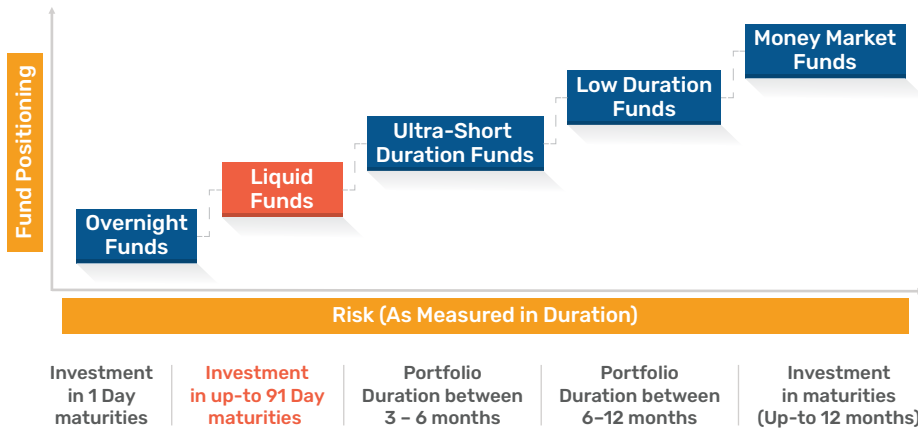 Money Market
Funds
Low Duration
Funds
Ultra-Short
Duration Funds
Liquid
Funds
Overnight
Funds
Fund Positioning
Risk (As Measured in Duration)
Investment
in 1 Day
maturities
Investment
in up-to 91 Day
maturities
Portfolio
Duration between
3 – 6 months
Portfolio
Duration between
6–12 months
Investment
in maturities
(Up-to 12 months)